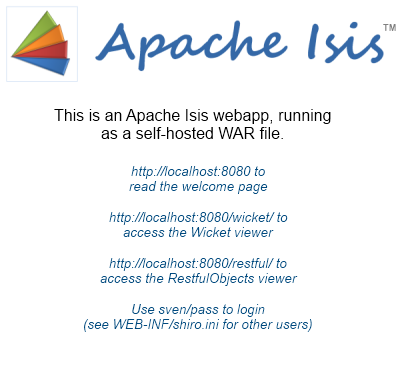 Apache Isis™
This is an Apache Isis webapp, running
as a self-hosted WAR file.
http://localhost:8080 to
read the welcome page
http://localhost:8080/wicket/ to
access the Wicket viewer
http://localhost:8080/restful/ to
access the RestfulObjects viewer
Use sven/pass to login
(see WEB-INF/shiro.ini for other users)